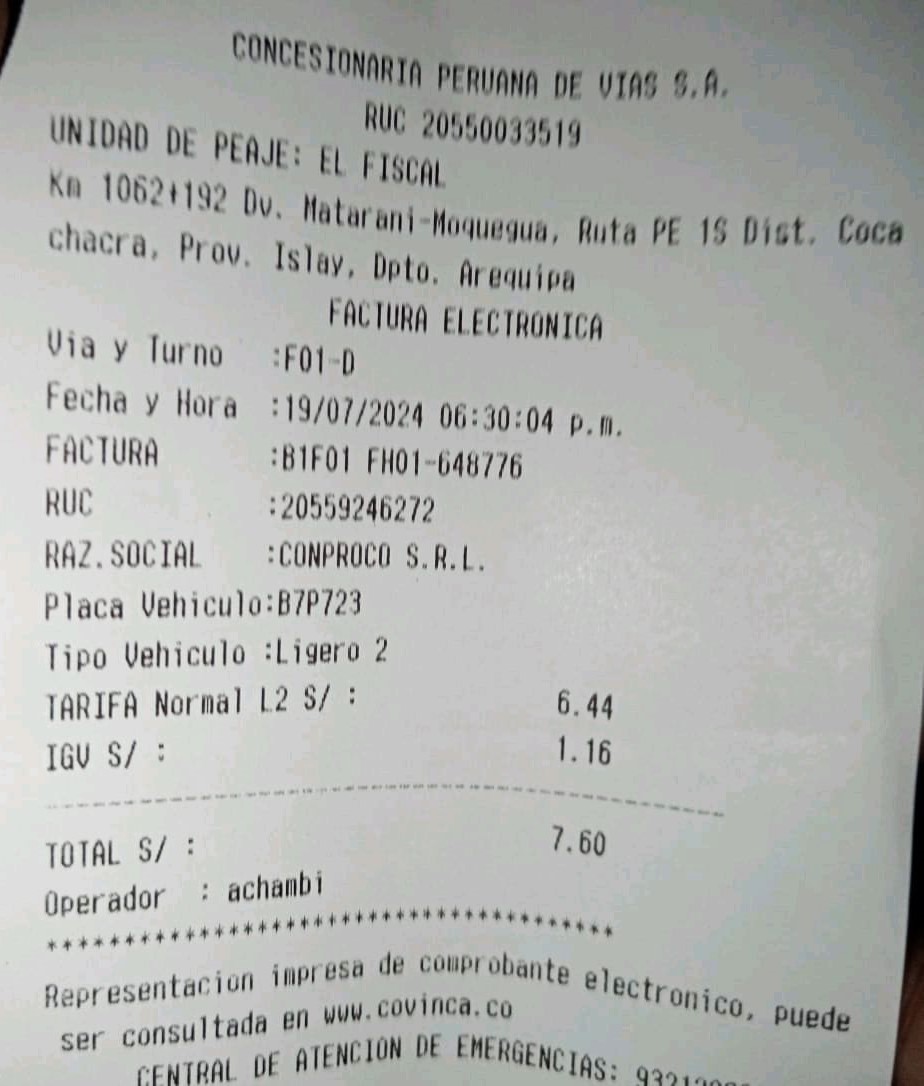 CONCESIONARIA PERUANA DE VIAS S.A.
RUC 20550033519
UNIDAD DE PEAJE: EL FISCAL
Km 1062+192 Dv. Matarani-Moquegua, Ruta PE 1S Dist. Coca
chacra, Prov. Islay, Dpto. Arequipa
FACTURA ELECTRONICA
Via y Turno :F01-D
Fecha y Hora :19/07/2024 06:30:04 p.m.
FACTURA :B1F01 FH01-648776
RUC :20559246272
RAZ.SOCIAL :CONPROCO S.R.L.
Placa Vehiculo:B7P723
Tipo Vehiculo :Ligero 2
TARIFA Normal L2 S/ : 6.44
IGV S/ : 1.16
TOTAL S/ : 7.60
Operador : achambi
****************************************
Representacion impresa de comprobante electronico, puede
ser consultada en www.covinca.co
CENTRAL DE ATENCION DE EMERGENCIAS: